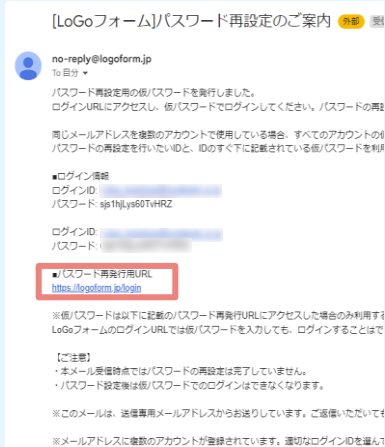 [LoGoフォーム]パスワード再設定のご案内 外部
no-reply@logoform.jp
To 自分
パスワード再設定用の仮パスワードを発行しました。
ログインURLにアクセスし、仮パスワードでログインしてください。パスワードの再
同じメールアドレスを複数のアカウントで使用している場合、すべてのアカウントの
パスワードの再設定を行いたいIDと、IDのすぐ下に記載されている仮パスワードを利
■ログイン情報
ログインID:
パスワード: sjs1hjLys60TvHRZ
ログインID:
パスワード:
■パスワード再発行用URL
https://logoform.jp/login
※仮パスワードは以下に記載のパスワード再発行URLにアクセスした場合のみ利用する
LoGoフォームのログインURLでは仮パスワードを入力しても、ログインすることはで
【ご注意】
・本メール受信時点ではパスワードの再設定は完了していません。
・パスワード設定後は仮パスワードでのログインはできなくなります。
※このメールは、送信専用メールアドレスからお送りしています。ご返信いただいても
※メールアドレスに複数のアカウントが登録されています。適切なログインIDを選んで